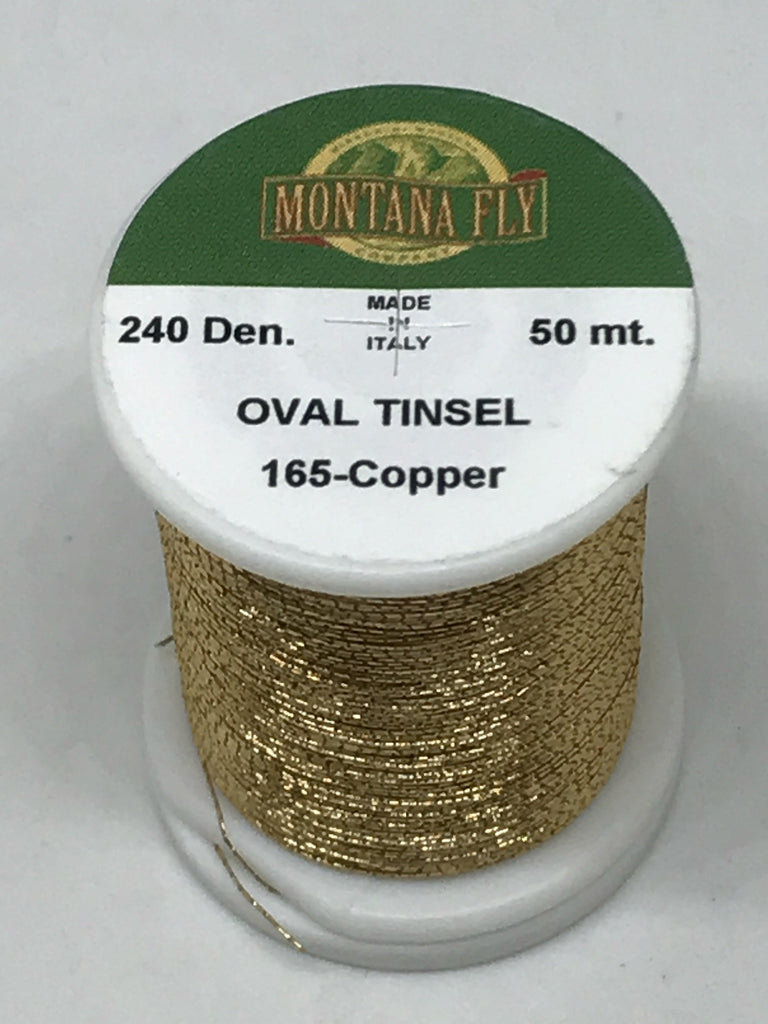 MONTANA FLY
MADE
IN
ITALY
240 Den.
50 mt.
OVAL TINSEL
165-Copper